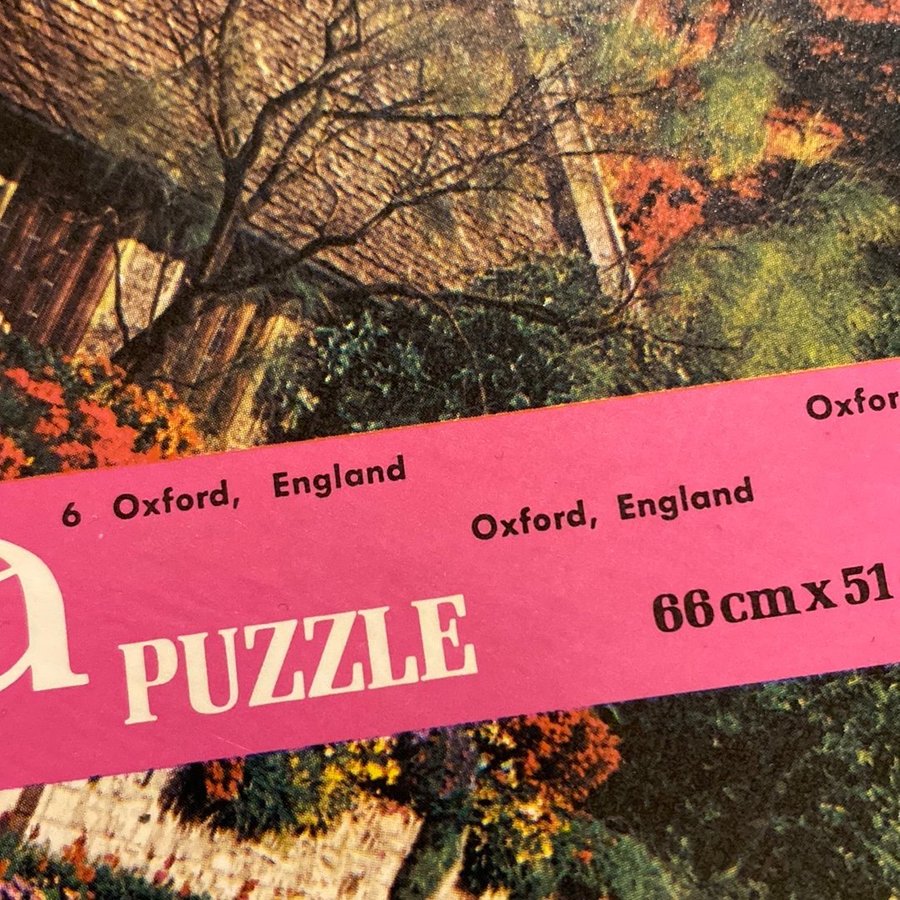 6 Oxford, England
Oxford, England
Oxfor
a PUZZLE
66cm x 51